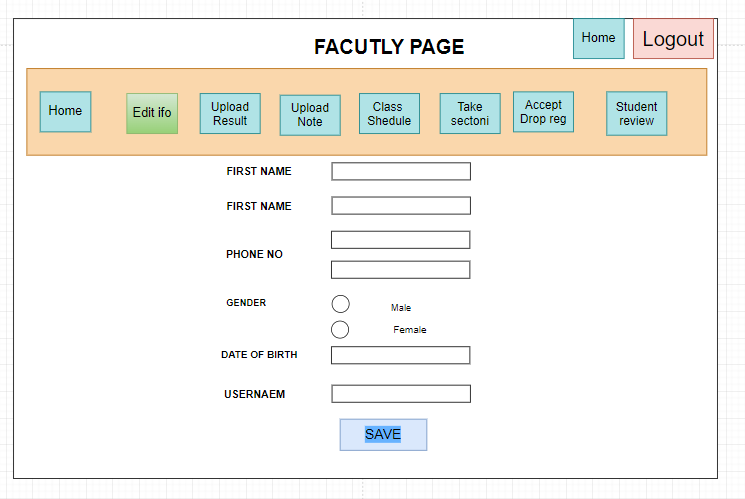 FACUTLY PAGE
Home
Logout
Home
Edit ifo
Upload
Result
Upload
Note
Class
Shedule
Take
sectoni
Accept
Drop reg
Student
review
FIRST NAME
FIRST NAME
PHONE NO
GENDER
Male
Female
DATE OF BIRTH
USERNAEM
SAVE